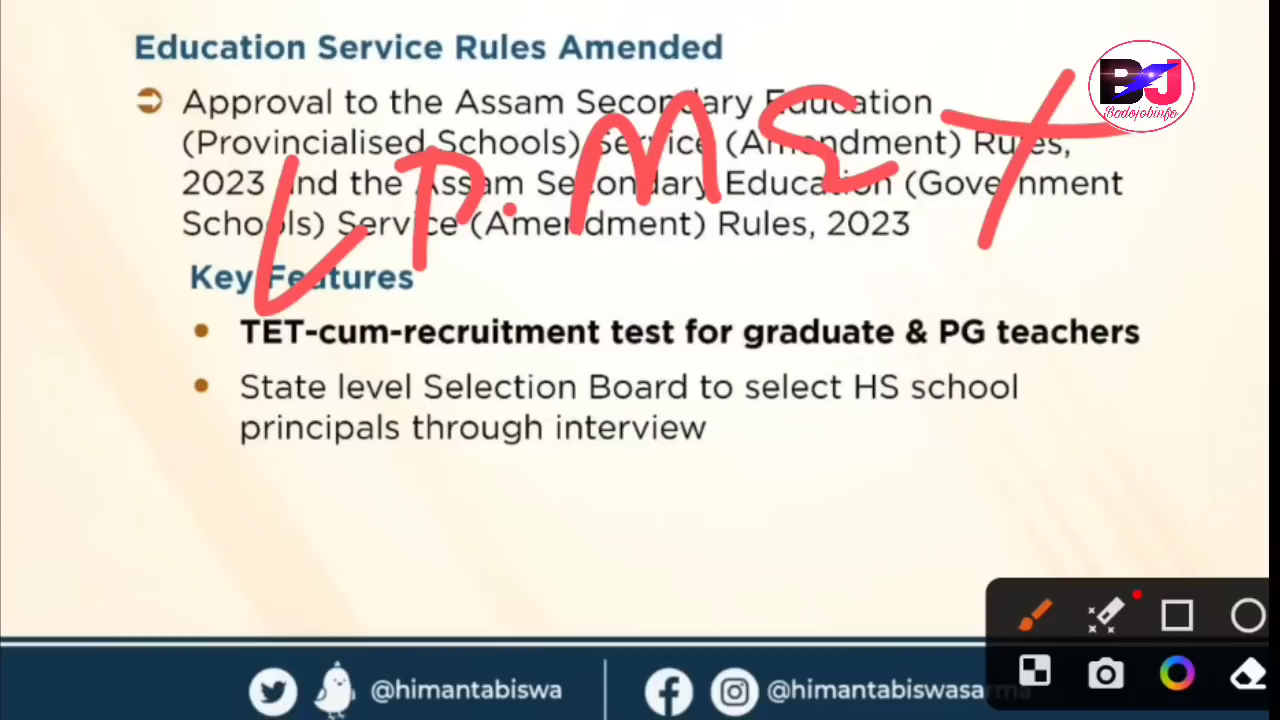 Education Service Rules Amended
BJ
Bodojobinfo
Approval to the Assam Secondary Education
(Provincialised Schools) Service (Amendment) Rules,
2023 and the Assam Secondary Education (Government
Schools) Service (Amendment) Rules, 2023
LP. ME X
Key Features
TET-cum-recruitment test for graduate & PG teachers
State level Selection Board to select HS school
principals through interview
@himantabiswa
@himantabiswasarma